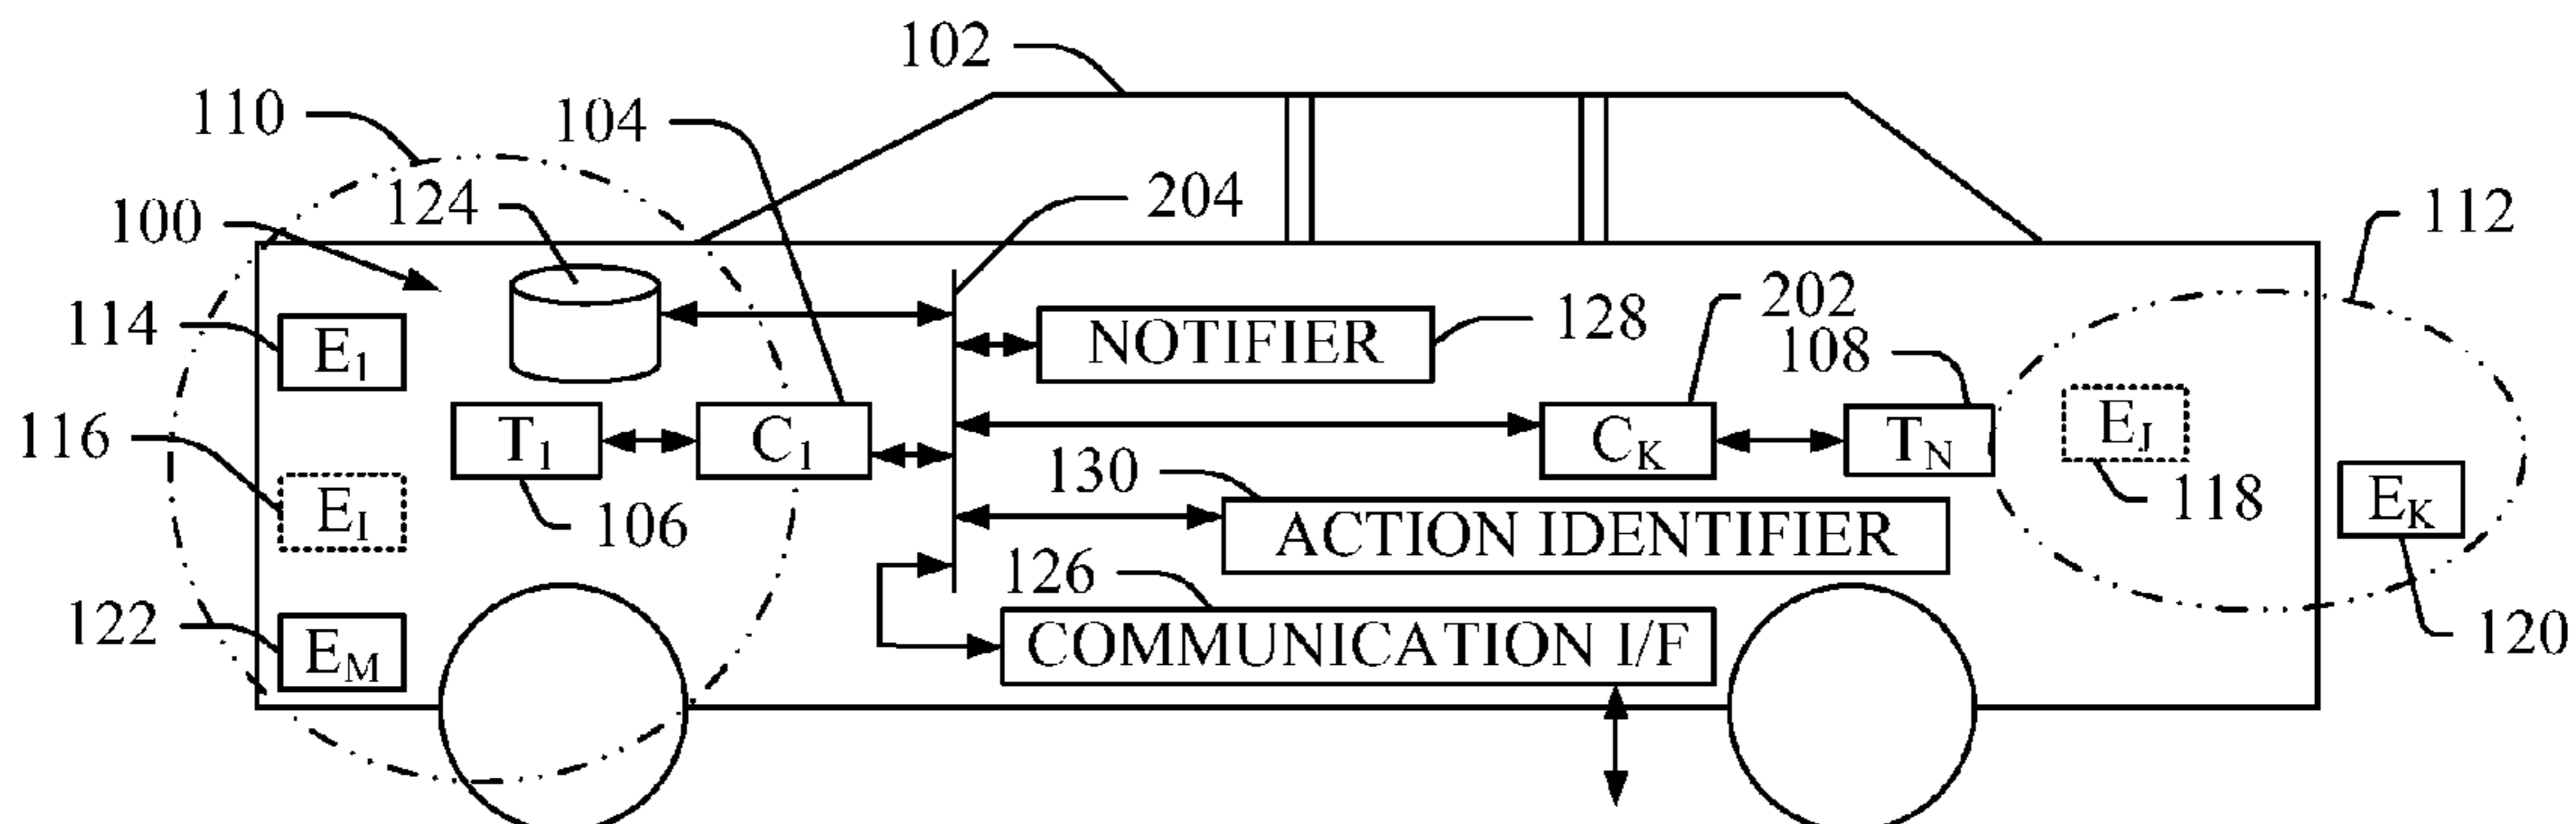 102
110
104
124
204
100
112
202
114
E1
NOTIFIER
128
108
116
T1
C1
CK
TN
EJ
130
118
EI
106
ACTION IDENTIFIER
EK
126
122
EM
COMMUNICATION I/F
120